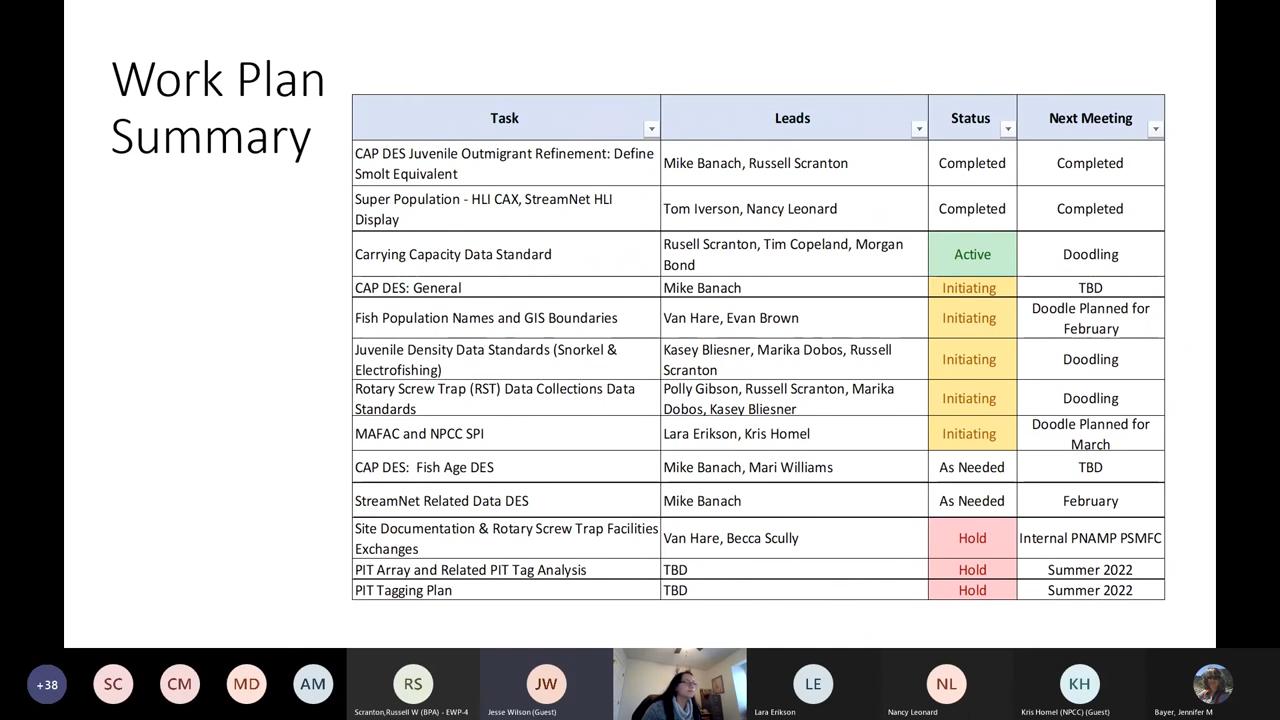 Work Plan
Summary
Task
Leads
Status
Next Meeting
CAP DES Juvenile Outmigrant Refinement: Define
Smolt Equivalent
Mike Banach, Russell Scranton
Completed
Completed
Super Population - HLI CAX, StreamNet HLI
Display
Tom Iverson, Nancy Leonard
Completed
Completed
Carrying Capacity Data Standard
Rusell Scranton, Tim Copeland, Morgan
Bond
Active
Doodling
CAP DES: General
Mike Banach
Initiating
TBD
Fish Population Names and GIS Boundaries
Van Hare, Evan Brown
Initiating
Doodle Planned for
February
Juvenile Density Data Standards (Snorkel &
Electrofishing)
Kasey Bliesner, Marika Dobos, Russell
Scranton
Initiating
Doodling
Rotary Screw Trap (RST) Data Collections Data
Standards
Polly Gibson, Russell Scranton, Marika
Dobos, Kasey Bliesner
Initiating
Doodling
MAFAC and NPCC SPI
Lara Erikson, Kris Homel
Initiating
Doodle Planned for
March
CAP DES: Fish Age DES
Mike Banach, Mari Williams
As Needed
TBD
StreamNet Related Data DES
Mike Banach
As Needed
February
Site Documentation & Rotary Screw Trap Facilities
Exchanges
Van Hare, Becca Scully
Hold
Internal PNAMP PSMFC
PIT Array and Related PIT Tag Analysis
TBD
Hold
Summer 2022
PIT Tagging Plan
TBD
Hold
Summer 2022
+38
SC
CM
MD
AM
RS
Scranton,Russell W (BPA) - EWP-4
JW
Jesse Wilson (Guest)
LE
Lara Erikson
NL
Nancy Leonard
KH
Kris Homel (NPCC) (Guest)
Bayer, Jennifer M